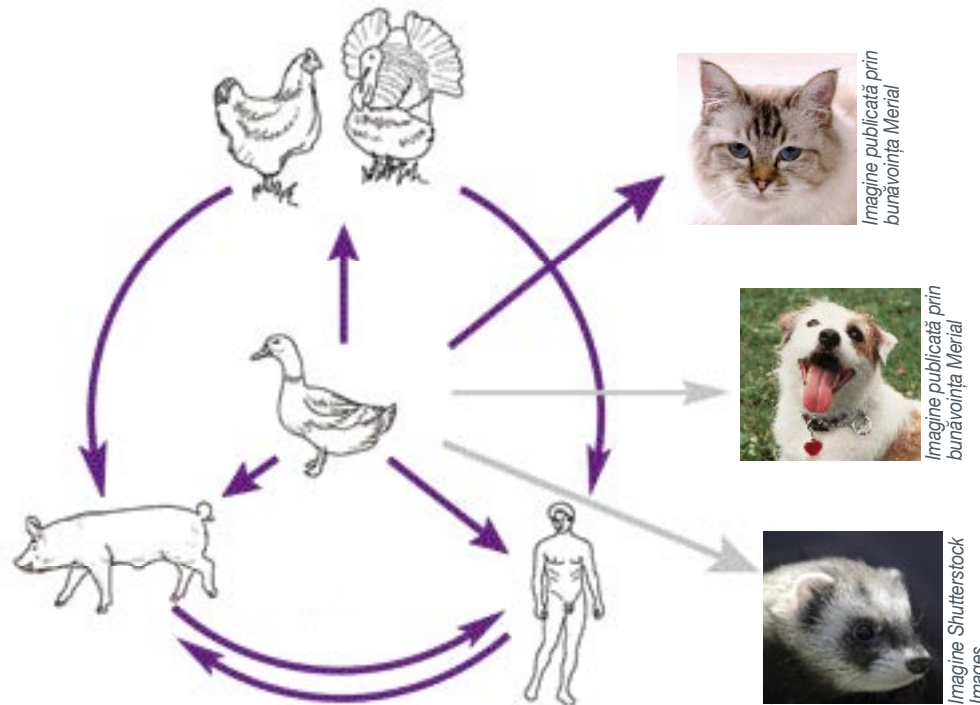 Imagine publicată prin
bunăvoința Merial
Imagine publicată prin
bunăvoința Merial
Imagine Shutterstock
Images